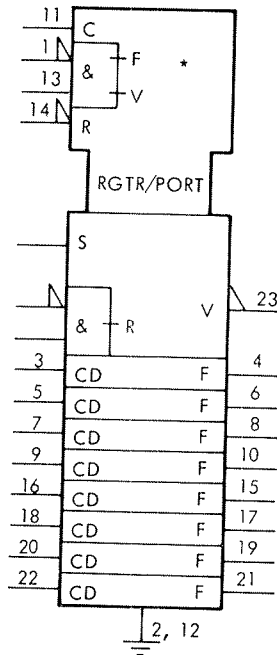 11 C
1 & F *
13 V
14 R
RGTR/PORT
S
V 23
& R
3 CD F 4
5 CD F 6
7 CD F 8
9 CD F 10
16 CD F 15
18 CD F 17
20 CD F 19
22 CD F 21
2, 12